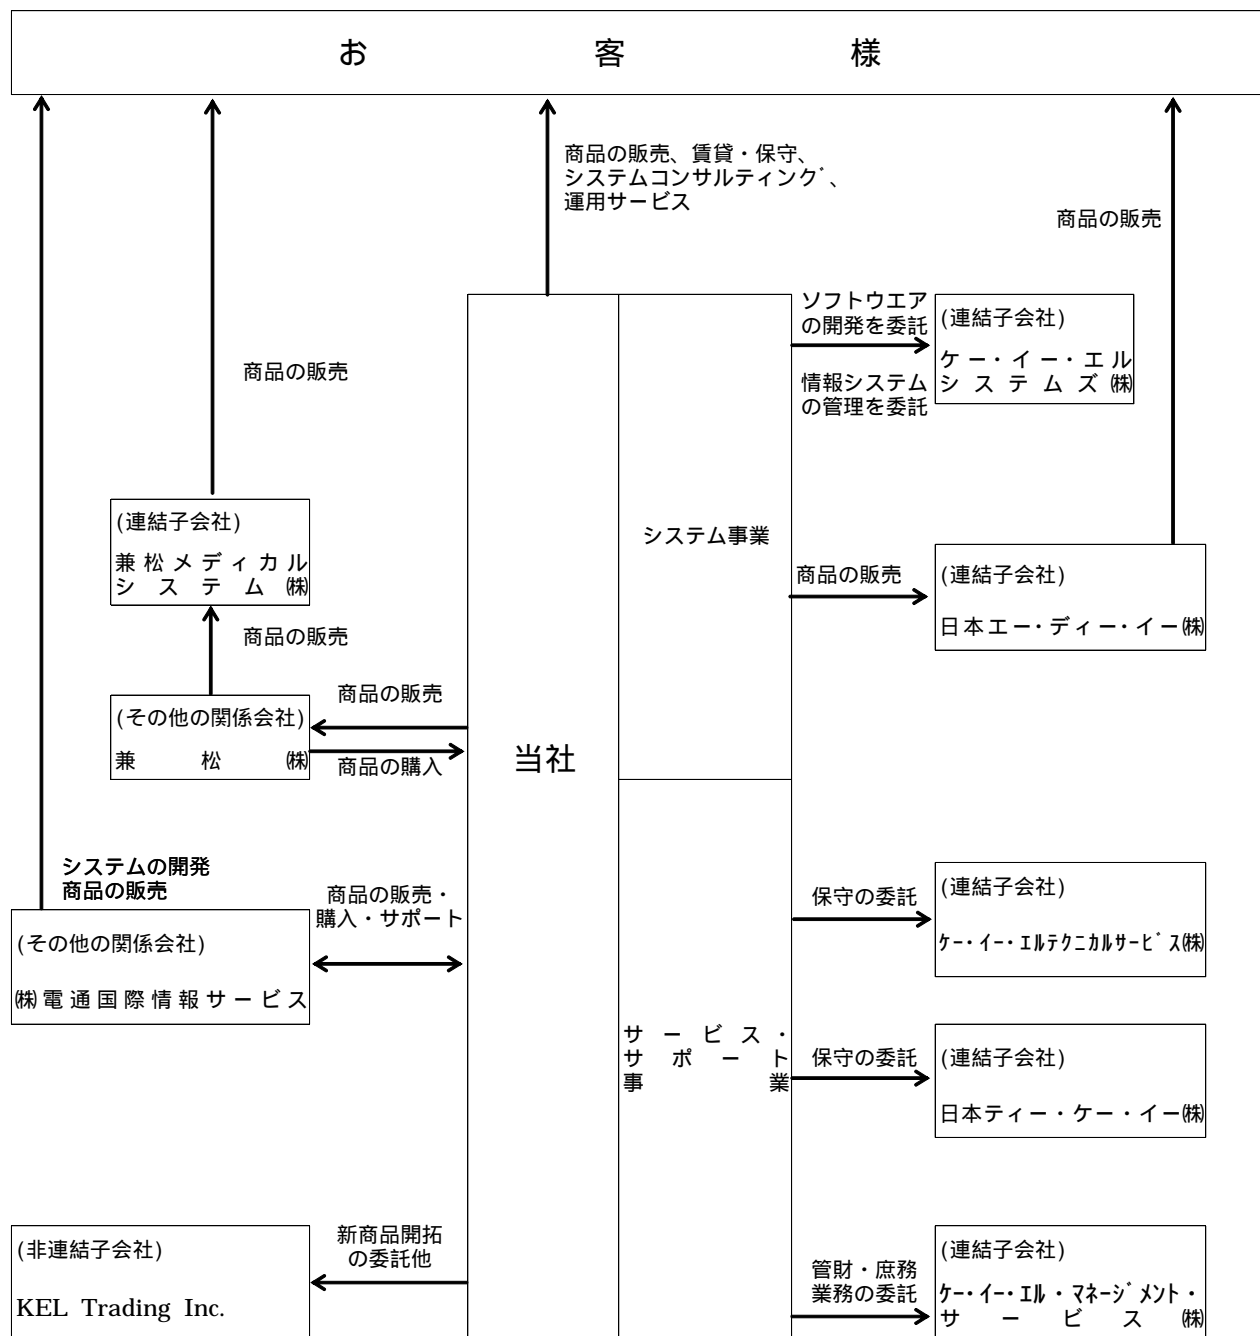 お客様
商品の販売、賃貸・保守、
システムコンサルティング、
運用サービス
商品の販売
ソフトウエア
の開発を委託
情報システム
の管理を委託
(連結子会社)
ケー・イー・エル
システムズ㈱
商品の販売
(連結子会社)
兼松メディカル
システム㈱
商品の販売
システム事業
商品の販売
(連結子会社)
日本エー・ディー・イー㈱
(その他の関係会社)
兼松㈱
商品の販売
商品の購入
当社
システムの開発
商品の販売
(その他の関係会社)
㈱電通国際情報サービス
商品の販売・
購入・サポート
保守の委託
(連結子会社)
ケー・イー・エルテクニカルサービス㈱
サービス・
サポート
事業
保守の委託
(連結子会社)
日本ティー・ケー・イー㈱
(非連結子会社)
KEL Trading Inc.
新商品開拓
の委託他
管財・庶務
業務の委託
(連結子会社)
ケー・イー・エル・マネージメント・
サービス㈱